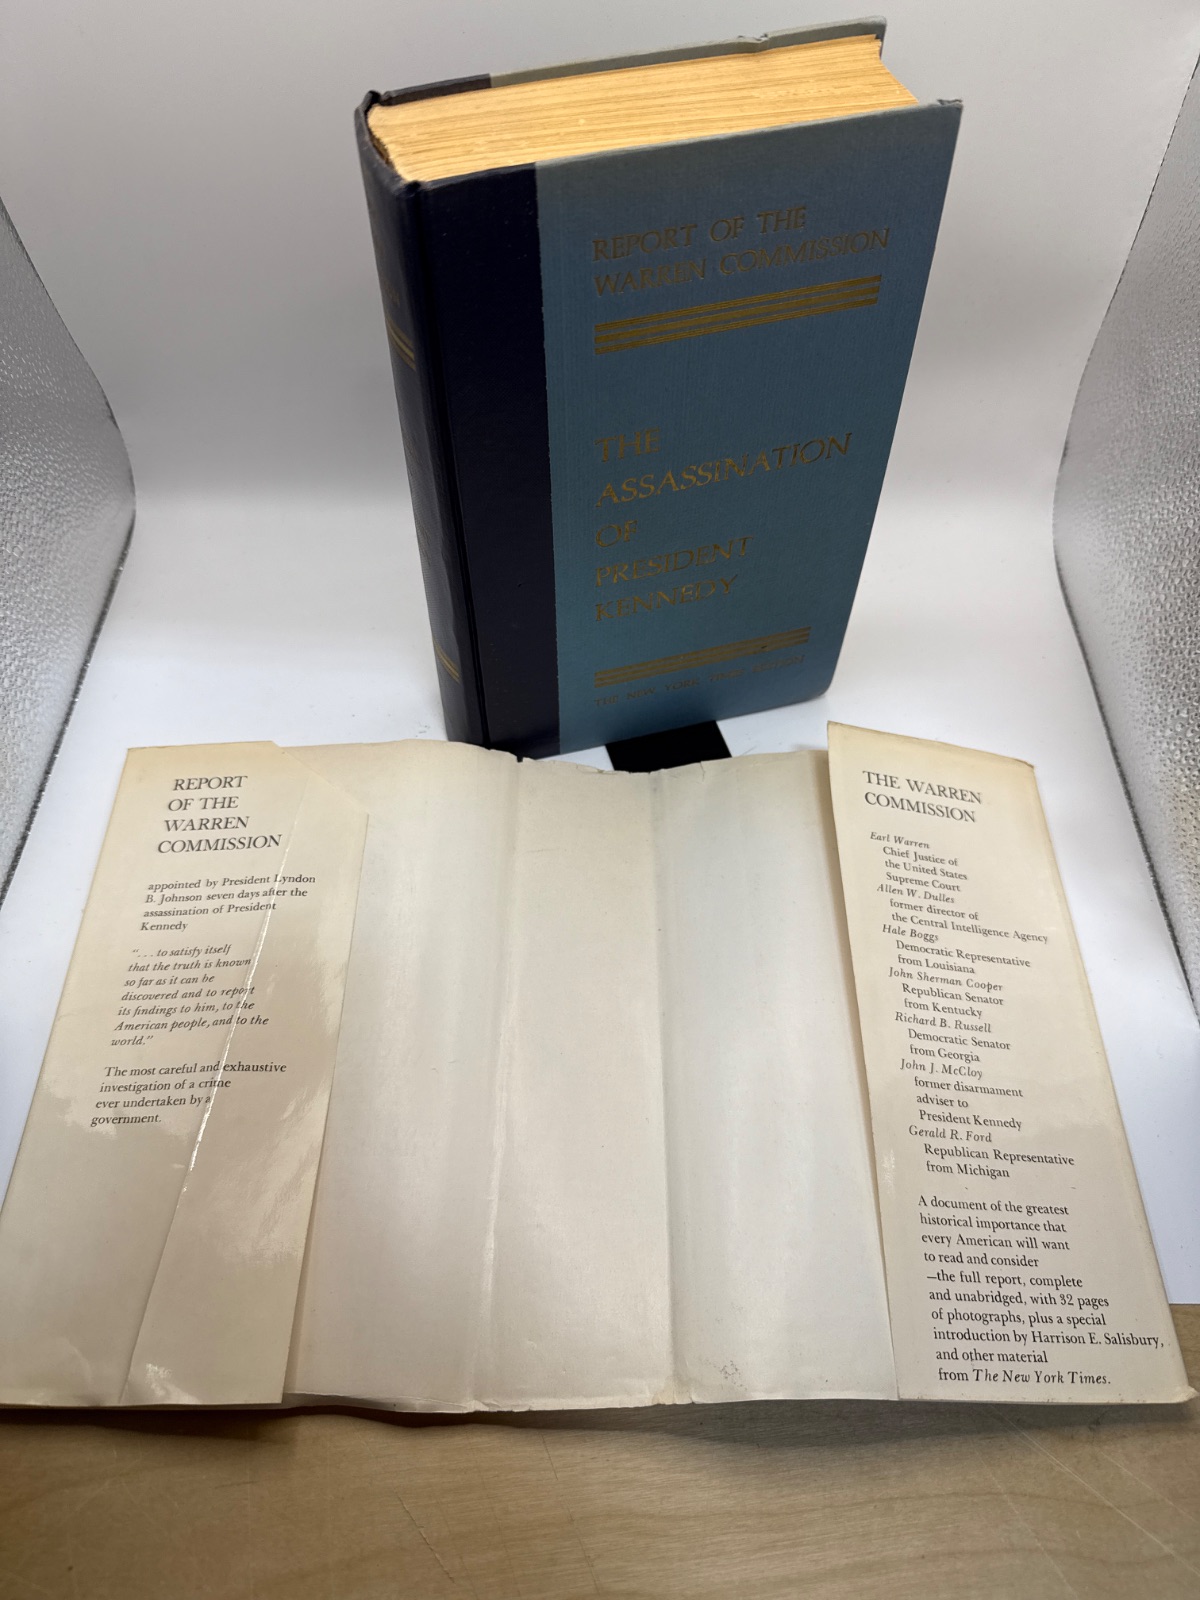 REPORT OF THE
WARREN COMMISSION
THE
ASSASSINATION
OF
PRESIDENT
KENNEDY
THE NEW YORK TIMES EDITION
REPORT
OF THE
WARREN
COMMISSION
appointed by President Lyndon
B. Johnson seven days after the
assassination of President
Kennedy
“. . . to satisfy itself
that the truth is known
so far as it can be
discovered and to report
its findings to him, to the
American people, and to the
world.”
The most careful and exhaustive
investigation of a crime
ever undertaken by a
government.
THE WARREN
COMMISSION
Earl Warren
Chief Justice of
the United States
Supreme Court
Allen W. Dulles
former director of
the Central Intelligence Agency
Hale Boggs
Democratic Representative
from Louisiana
John Sherman Cooper
Republican Senator
from Kentucky
Richard B. Russell
Democratic Senator
from Georgia
John J. McCloy
former disarmament
adviser to
President Kennedy
Gerald R. Ford
Republican Representative
from Michigan
A document of the greatest
historical importance that
every American will want
to read and consider
—the full report, complete
and unabridged, with 32 pages
of photographs, plus a special
introduction by Harrison E. Salisbury,
and other material
from The New York Times.